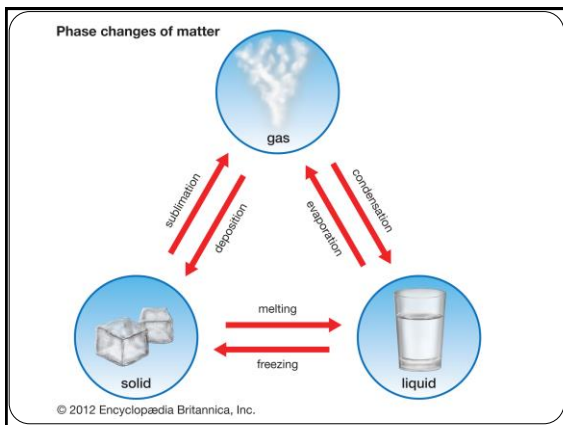 Phase changes of matter
gas
sublimation
deposition
evaporation
condensation
melting
freezing
solid
liquid
© 2012 Encyclopædia Britannica, Inc.